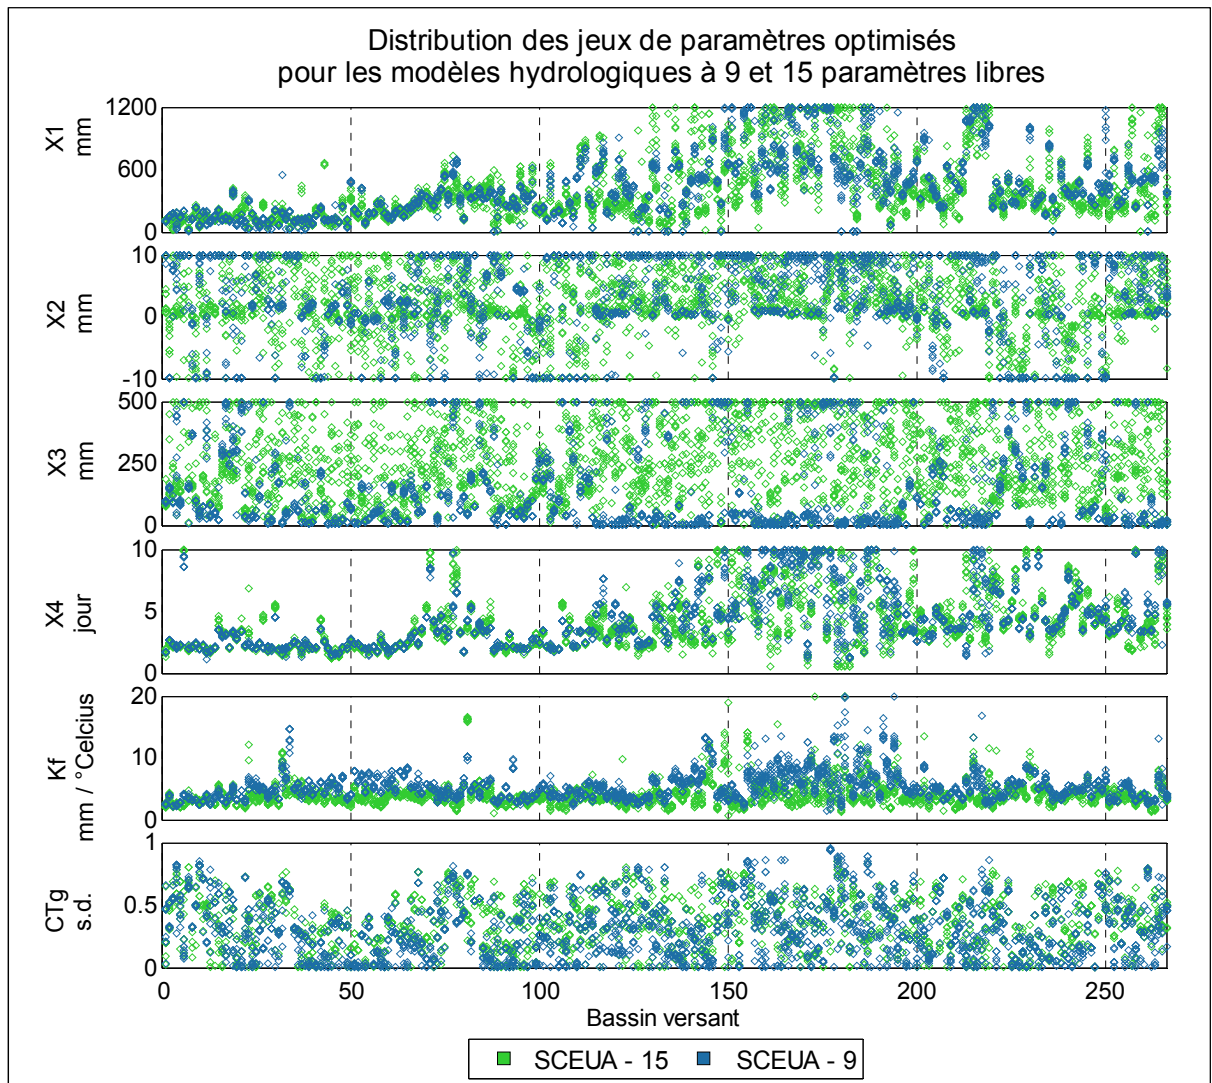 Distribution des jeux de paramètres optimisés
pour les modèles hydrologiques à 9 et 15 paramètres libres
X1
mm
1200
600
0
X2
mm
10
0
-10
X3
mm
500
250
0
X4
jour
10
5
0
Kf
mm / °Celcius
20
10
0
CTg
s.d.
1
0.5
0
0
50
100
150
200
250
Bassin versant
SCEUA - 15
SCEUA - 9